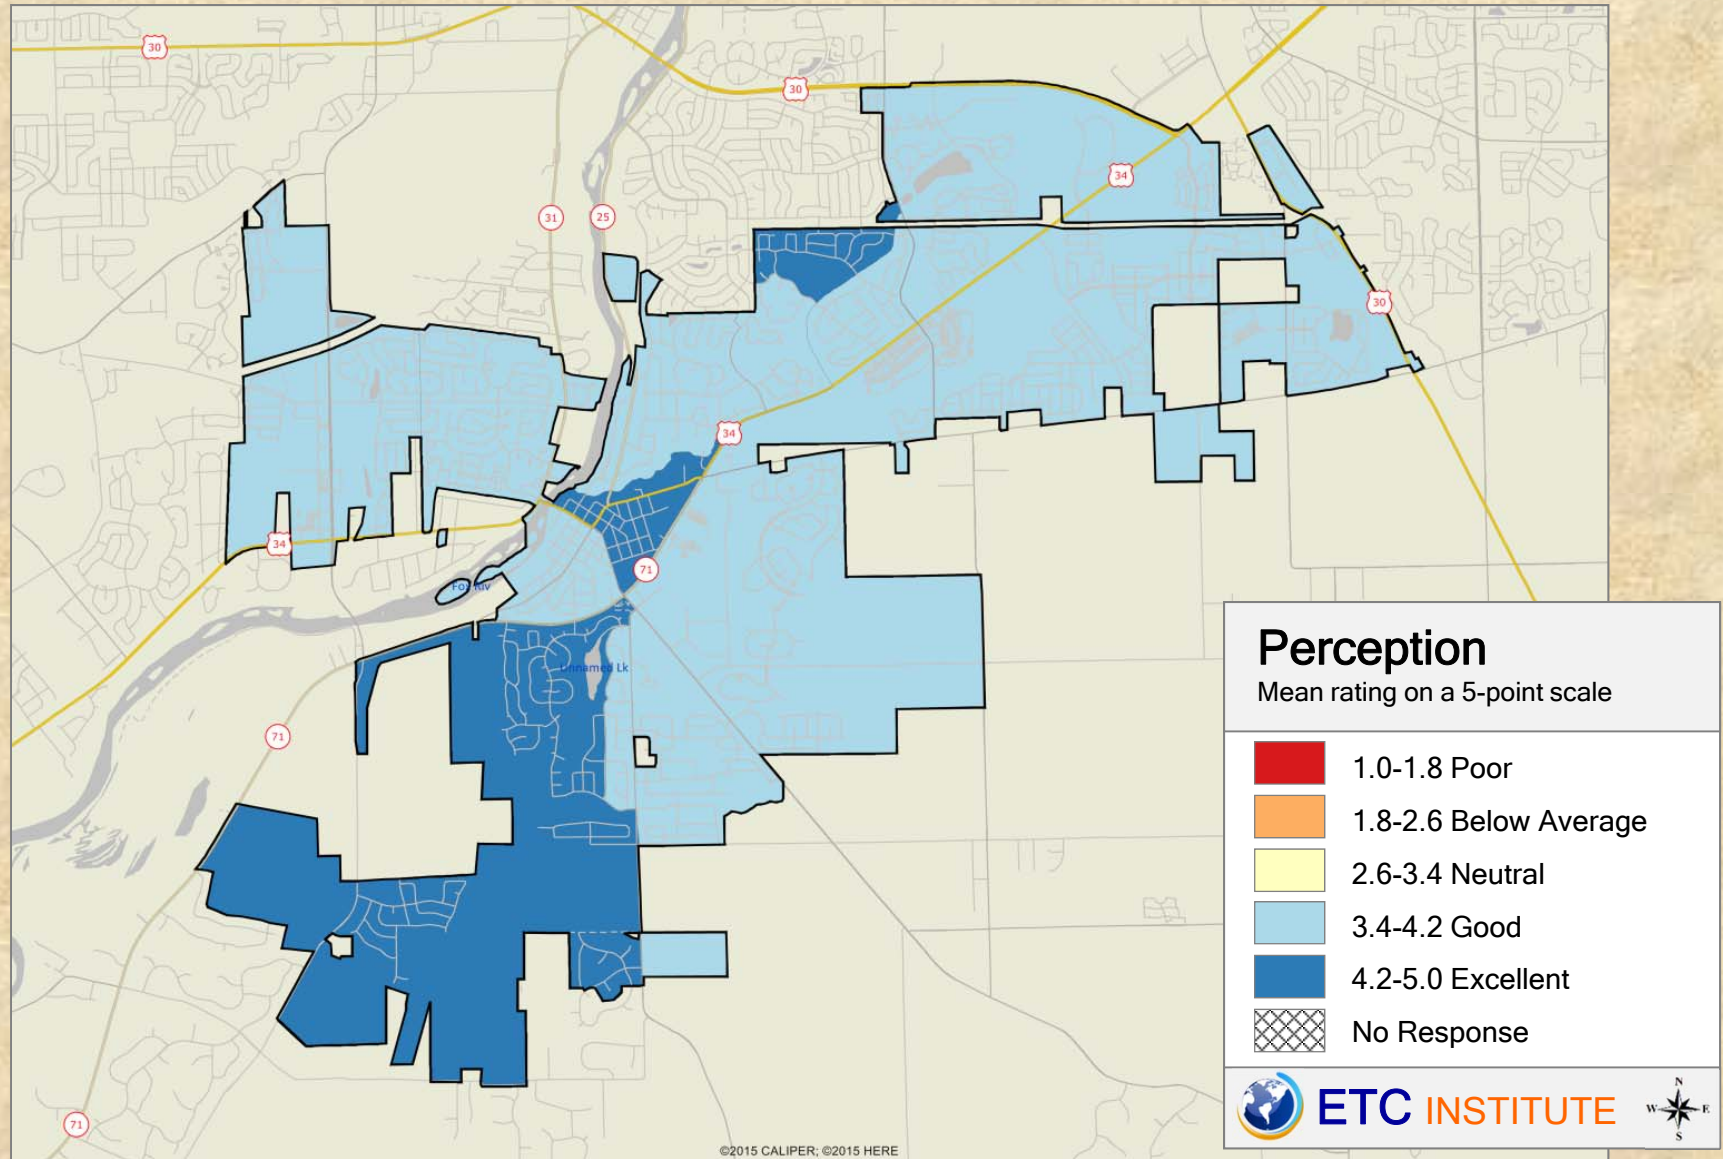 30
30
34
31
25
30
34
34
71
Fox Riv
Unnamed Lk
71
71
Perception
Mean rating on a 5-point scale
1.0-1.8 Poor
1.8-2.6 Below Average
2.6-3.4 Neutral
3.4-4.2 Good
4.2-5.0 Excellent
No Response
ETC INSTITUTE
N
W E
S
©2015 CALIPER; ©2015 HERE